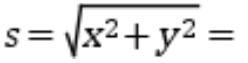 s = √x² + y² =